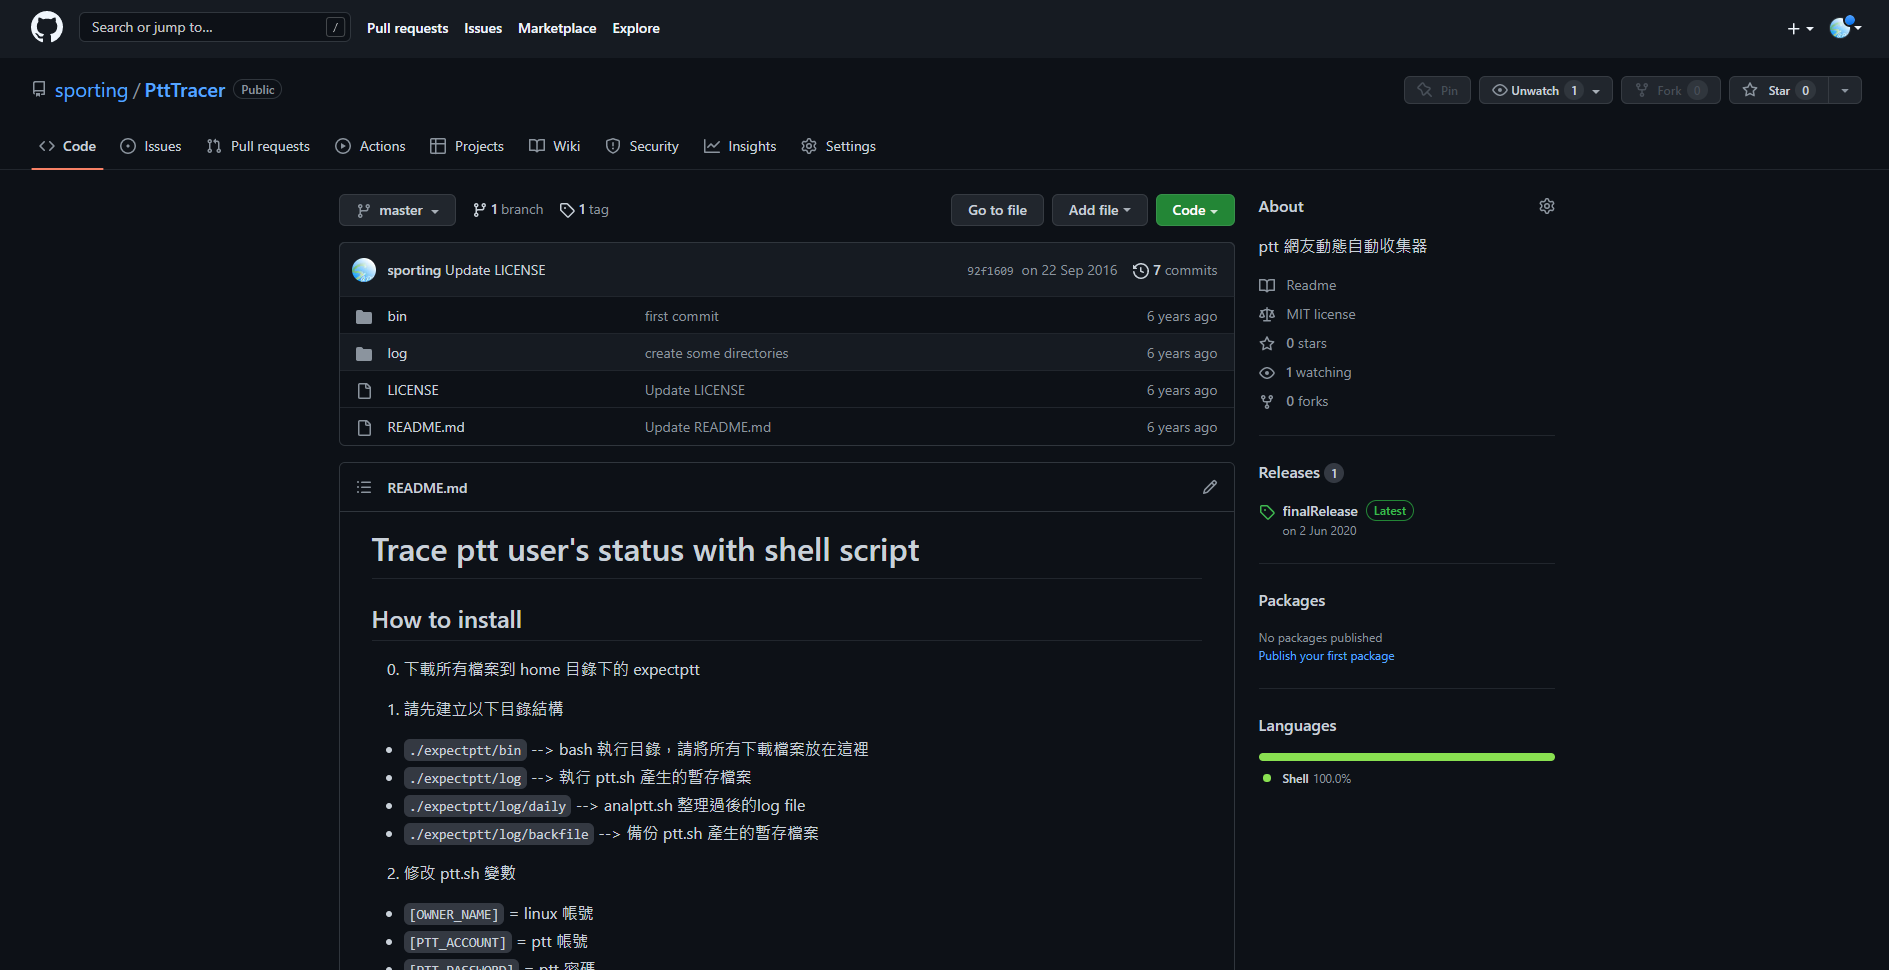 Search or jump to...
/
Pull requests
Issues
Marketplace
Explore
sporting / PttTracer
Public
Pin
Unwatch 1
Fork 0
Star 0
Code
Issues
Pull requests
Actions
Projects
Wiki
Security
Insights
Settings
master
1 branch
1 tag
Go to file
Add file
Code
sporting Update LICENSE
92f1609 on 22 Sep 2016
7 commits
bin first commit 6 years ago
log create some directories 6 years ago
LICENSE Update LICENSE 6 years ago
README.md Update README.md 6 years ago
README.md
Trace ptt user's status with shell script
How to install
0. 下載所有檔案到 home 目錄下的 expectptt
1. 請先建立以下目錄結構
./expectptt/bin --> bash 執行目錄，請將所有下載檔案放在這裡
./expectptt/log --> 執行 ptt.sh 產生的暫存檔案
./expectptt/log/daily --> analptt.sh 整理過後的log file
./expectptt/log/backfile --> 備份 ptt.sh 產生的暫存檔案
2. 修改 ptt.sh 變數
[OWNER_NAME] = linux 帳號
[PTT_ACCOUNT] = ptt 帳號
[PTT_PASSWORD] = ptt 密碼
About
ptt 網友動態自動收集器
Readme
MIT license
0 stars
1 watching
0 forks
Releases 1
finalRelease Latest
on 2 Jun 2020
Packages
No packages published
Publish your first package
Languages
Shell 100.0%